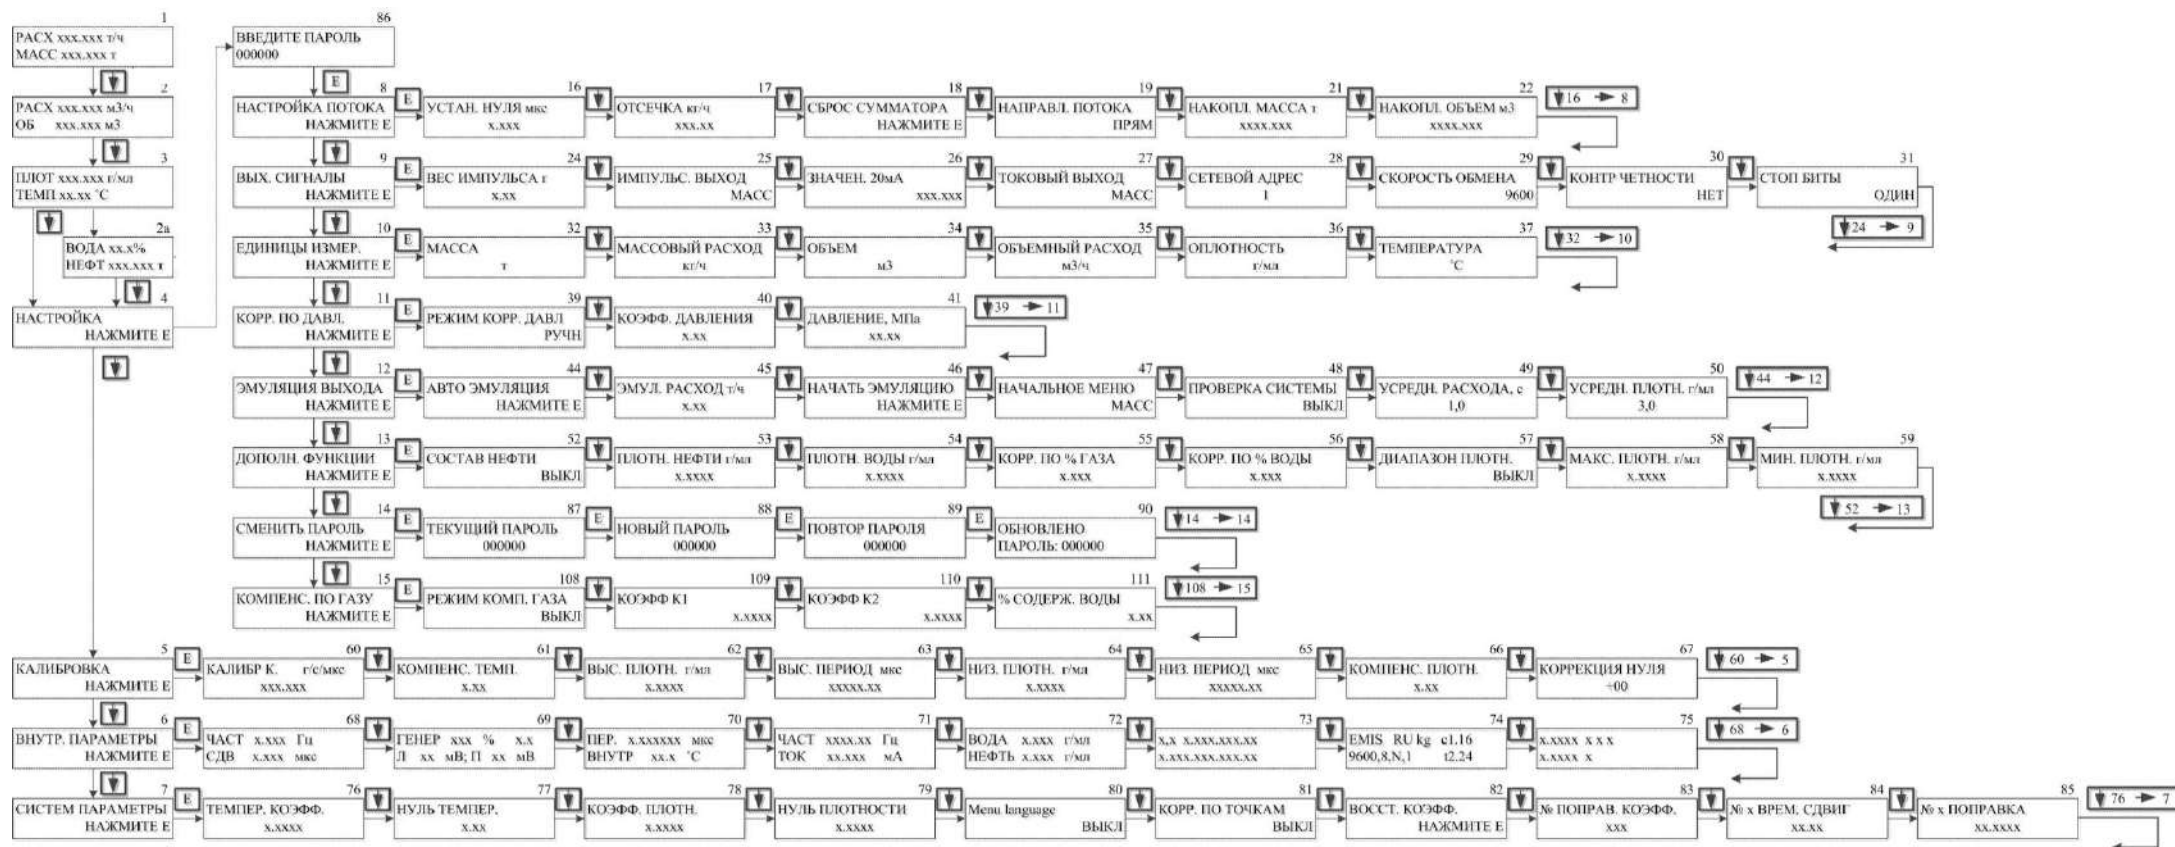 1
РАСХ xxx.xxx т/ч
МАСС xxx.xxx т
2
РАСХ xxx.xxx м3/ч
ОБ xxx.xxx м3
3
ПЛОТ xxx.xxx г/мл
ТЕМП xx.xx °С
2а
ВОДА xx.x%
НЕФТ xxx.xxx т
4
НАСТРОЙКА
НАЖМИТЕ Е
86
ВВЕДИТЕ ПАРОЛЬ
000000
E
8
НАСТРОЙКА ПОТОКА
НАЖМИТЕ Е
E
16
УСТАН. НУЛЯ мкс
x.xxx
17
ОТСЕЧКА кг/ч
xxx.xx
18
СБРОС СУММАТОРА
НАЖМИТЕ Е
19
НАПРАВЛ. ПОТОКА
ПРЯМ
21
НАКОПЛ. МАССА т
xxxx.xxx
22
НАКОПЛ. ОБЪЕМ м3
xxxx.xxx
16 → 8
9
ВЫХ. СИГНАЛЫ
НАЖМИТЕ Е
E
24
ВЕС ИМПУЛЬСА г
x.xx
25
ИМПУЛЬС. ВЫХОД
МАСС
26
ЗНАЧЕН. 20мА
xxx.xxx
27
ТОКОВЫЙ ВЫХОД
МАСС
28
СЕТЕВОЙ АДРЕС
1
29
СКОРОСТЬ ОБМЕНА
9600
30
КОНТР ЧЕТНОСТИ
НЕТ
31
СТОП БИТЫ
ОДИН
24 → 9
10
ЕДИНИЦЫ ИЗМЕР.
НАЖМИТЕ Е
E
32
МАССА
т
33
МАССОВЫЙ РАСХОД
кг/ч
34
ОБЪЕМ
м3
35
ОБЪЕМНЫЙ РАСХОД
м3/ч
36
ОПЛОТНОСТЬ
г/мл
37
ТЕМПЕРАТУРА
°С
32 → 10
11
КОРР. ПО ДАВЛ.
НАЖМИТЕ Е
E
39
РЕЖИМ КОРР. ДАВЛ
РУЧН
40
КОЭФФ. ДАВЛЕНИЯ
x.xx
41
ДАВЛЕНИЕ, МПа
xx.xx
39 → 11
12
ЭМУЛЯЦИЯ ВЫХОДА
НАЖМИТЕ Е
E
44
АВТО ЭМУЛЯЦИЯ
НАЖМИТЕ Е
45
ЭМУЛ. РАСХОД т/ч
x.xx
46
НАЧАТЬ ЭМУЛЯЦИЮ
НАЖМИТЕ Е
47
НАЧАЛЬНОЕ МЕНЮ
МАСС
48
ПРОВЕРКА СИСТЕМЫ
ВЫКЛ
49
УСРЕДН. РАСХОДА, с
1,0
50
УСРЕДН. ПЛОТН. г/мл
3,0
44 → 12
13
ДОПОЛН. ФУНКЦИИ
НАЖМИТЕ Е
E
52
СОСТАВ НЕФТИ
ВЫКЛ
53
ПЛОТН. НЕФТИ г/мл
x.xxxx
54
ПЛОТН. ВОДЫ г/мл
x.xxxx
55
КОРР. ПО % ГАЗА
x.xxx
56
КОРР. ПО % ВОДЫ
x.xxx
57
ДИАПАЗОН ПЛОТН.
ВЫКЛ
58
МАКС. ПЛОТН. г/мл
x.xxxx
59
МИН. ПЛОТН. г/мл
x.xxxx
52 → 13
14
СМЕНИТЬ ПАРОЛЬ
НАЖМИТЕ Е
E
87
ТЕКУЩИЙ ПАРОЛЬ
000000
E
88
НОВЫЙ ПАРОЛЬ
000000
E
89
ПОВТОР ПАРОЛЯ
000000
E
90
ОБНОВЛЕНО
ПАРОЛЬ: 000000
14 → 14
15
КОМПЕНС. ПО ГАЗУ
НАЖМИТЕ Е
E
108
РЕЖИМ КОМП. ГАЗА
ВЫКЛ
109
КОЭФФ К1
x.xxxx
110
КОЭФФ К2
x.xxxx
111
% СОДЕРЖ. ВОДЫ
x.xx
108 → 15
5
КАЛИБРОВКА
НАЖМИТЕ Е
E
60
КАЛИБР К. г/с/мкс
xxx.xxx
61
КОМПЕНС. ТЕМП.
x.xx
62
ВЫС. ПЛОТН. г/мл
x.xxxx
63
ВЫС. ПЕРИОД мкс
xxxxx.xx
64
НИЗ. ПЛОТН. г/мл
x.xxxx
65
НИЗ. ПЕРИОД мкс
xxxxx.xx
66
КОМПЕНС. ПЛОТН.
x.xx
67
КОРРЕКЦИЯ НУЛЯ
+00
60 → 5
6
ВНУТР. ПАРАМЕТРЫ
НАЖМИТЕ Е
E
68
ЧАСТ x.xxx Гц
СДВ x.xxx мкс
69
ГЕНЕР xxx % x.x
Л xx мВ; П xx мВ
70
ПЕР. x.xxxxxx мкс
ВНУТР xx.x °С
71
ЧАСТ xxxx.xx Гц
ТОК xx.xxx мА
72
ВОДА x.xxx г/мл
НЕФТЬ x.xxx г/мл
73
x,x x.xxx.xxx.xx
x.xxx.xxx.xxx.xx
74
EMIS RU kg c1.16
9600,8,N,1 t2.24
75
x.xxxx x x x
x.xxxx x
68 → 6
7
СИСТЕМ ПАРАМЕТРЫ
НАЖМИТЕ Е
E
76
ТЕМПЕР. КОЭФФ.
x.xxxx
77
НУЛЬ ТЕМПЕР.
x.xx
78
КОЭФФ. ПЛОТН.
x.xxxx
79
НУЛЬ ПЛОТНОСТИ
x.xxxx
80
Menu language
ВЫКЛ
81
КОРР. ПО ТОЧКАМ
ВЫКЛ
82
ВОССТ. КОЭФФ.
НАЖМИТЕ Е
83
№ ПОПРАВ. КОЭФФ.
xxx
84
№ x ВРЕМ. СДВИГ
xx.xx
85
№ x ПОПРАВКА
xx.xxxx
76 → 7